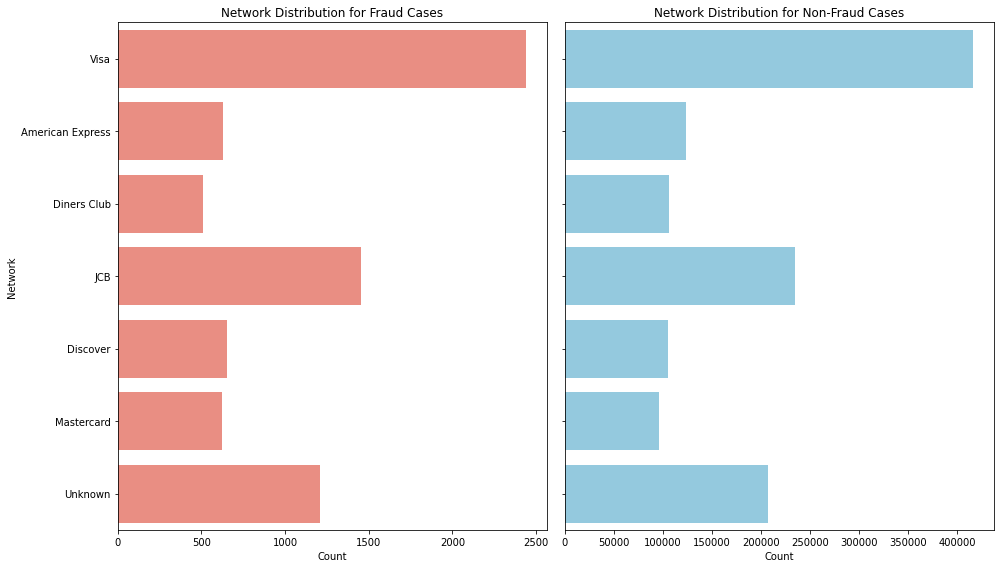 Network Distribution for Fraud Cases
Network Distribution for Non-Fraud Cases
Network
Visa
American Express
Diners Club
JCB
Discover
Mastercard
Unknown
0 500 1000 1500 2000 2500
0 50000 100000 150000 200000 250000 300000 350000 400000
Count
Count